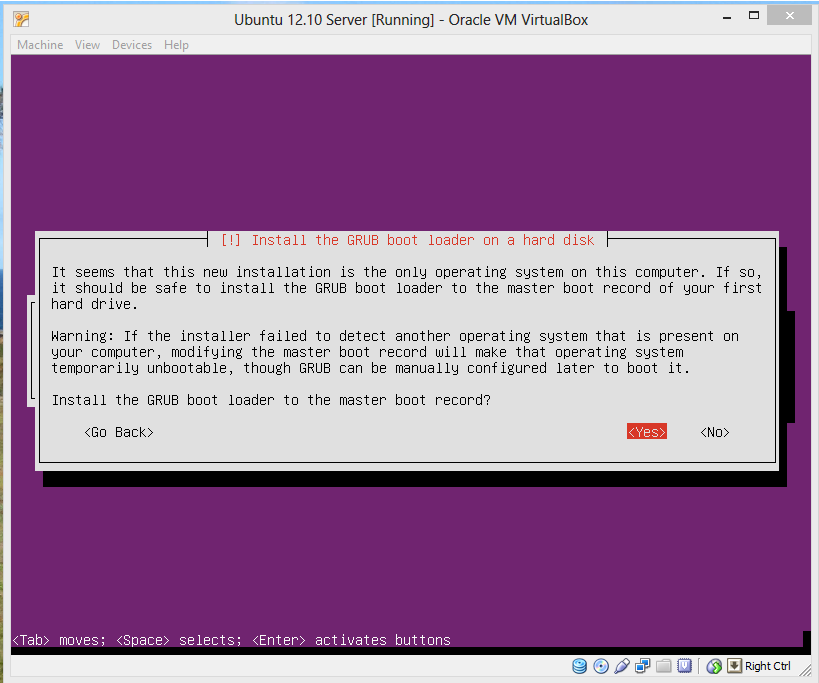 Ubuntu 12.10 Server [Running] - Oracle VM VirtualBox
Machine View Devices Help
[!] Install the GRUB boot loader on a hard disk
It seems that this new installation is the only operating system on this computer. If so,
it should be safe to install the GRUB boot loader to the master boot record of your first
hard drive.
Warning: If the installer failed to detect another operating system that is present on
your computer, modifying the master boot record will make that operating system
temporarily unbootable, though GRUB can be manually configured later to boot it.
Install the GRUB boot loader to the master boot record?
<Go Back> <Yes> <No>
<Tab> moves; <Space> selects; <Enter> activates buttons
Right Ctrl